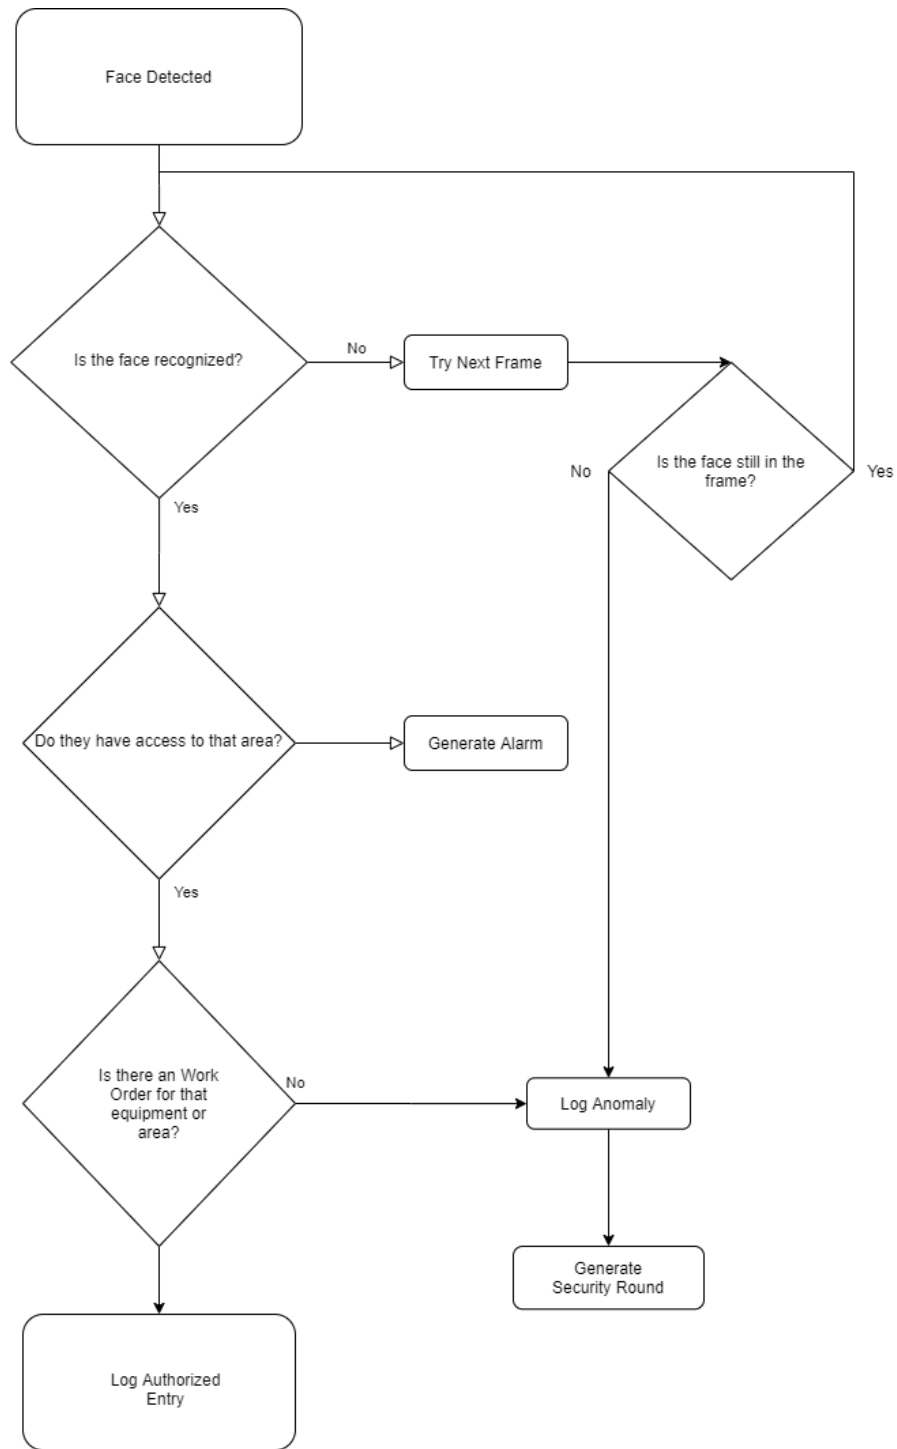 Face Detected
Is the face recognized?
No
Try Next Frame
Is the face still in the
frame?
No
Yes
Yes
Do they have access to that area?
Generate Alarm
Yes
Is there an Work
Order for that
equipment or
area?
No
Log Anomaly
Generate
Security Round
Log Authorized
Entry